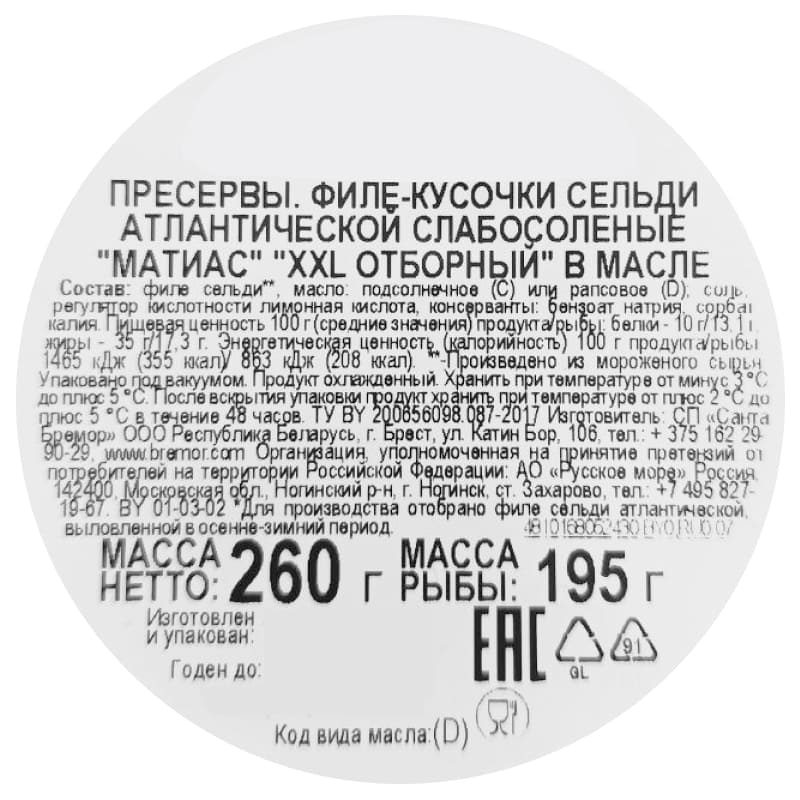 ПРЕСЕРВЫ. ФИЛЕ-КУСОЧКИ СЕЛЬДИ
АТЛАНТИЧЕСКОЙ СЛАБОСОЛЕНЫЕ
"МАТИАС" "XXL ОТБОРНЫЙ" В МАСЛЕ
Состав: филе сельди**, масло: подсолнечное (C) или рапсовое (D), соль,
регулятор кислотности лимонная кислота, консерванты: бензоат натрия, сорбат
калия. Пищевая ценность 100 г (средние значения) продукта/рыбы: белки - 10 г/13,1 г,
жиры - 35 г/17,3 г. Энергетическая ценность (калорийность) 100 г продукта/рыбы
1465 кДж (355 ккал)/ 863 кДж (208 ккал). **-Произведено из мороженого сырья.
Упаковано под вакуумом. Продукт охлажденный. Хранить при температуре от минус 3 °С
до плюс 5 °С. После вскрытия упаковки продукт хранить при температуре от плюс 2 °С до
плюс 5 °С в течение 48 часов. ТУ BY 200656098.087-2017 Изготовитель: СП «Санта
Бремор» ООО Республика Беларусь, г. Брест, ул. Катин Бор, 106, тел.: + 375 162 29-
90-29, www.bremor.com Организация, уполномоченная на принятие претензий от
потребителей на территории Российской Федерации: АО «Русское море» Россия,
142400, Московская обл., Ногинский р-н, г. Ногинск, ст. Захарово, тел.: +7 495 827-
19-67. BY 01-03-02 *Для производства отобрано филе сельди атлантической,
выловленной в осенне-зимний период.
МАССА НЕТТО: 260 г МАССА РЫБЫ: 195 г
Изготовлен
и упакован:
Годен до:
EAC
GL
91
Код вида масла:(D)